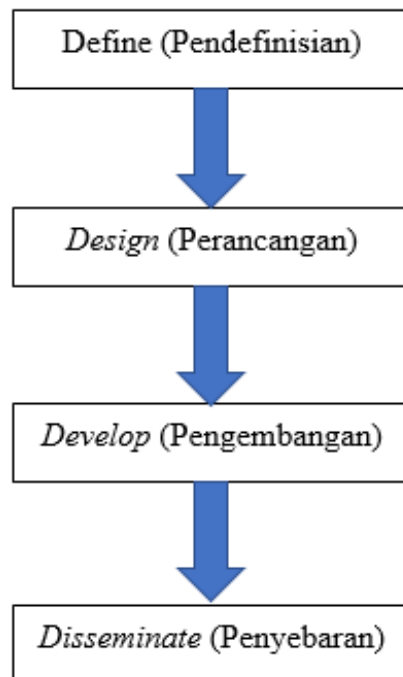 Define (Pendefinisian)
Design (Perancangan)
Develop (Pengembangan)
Disseminate (Penyebaran)